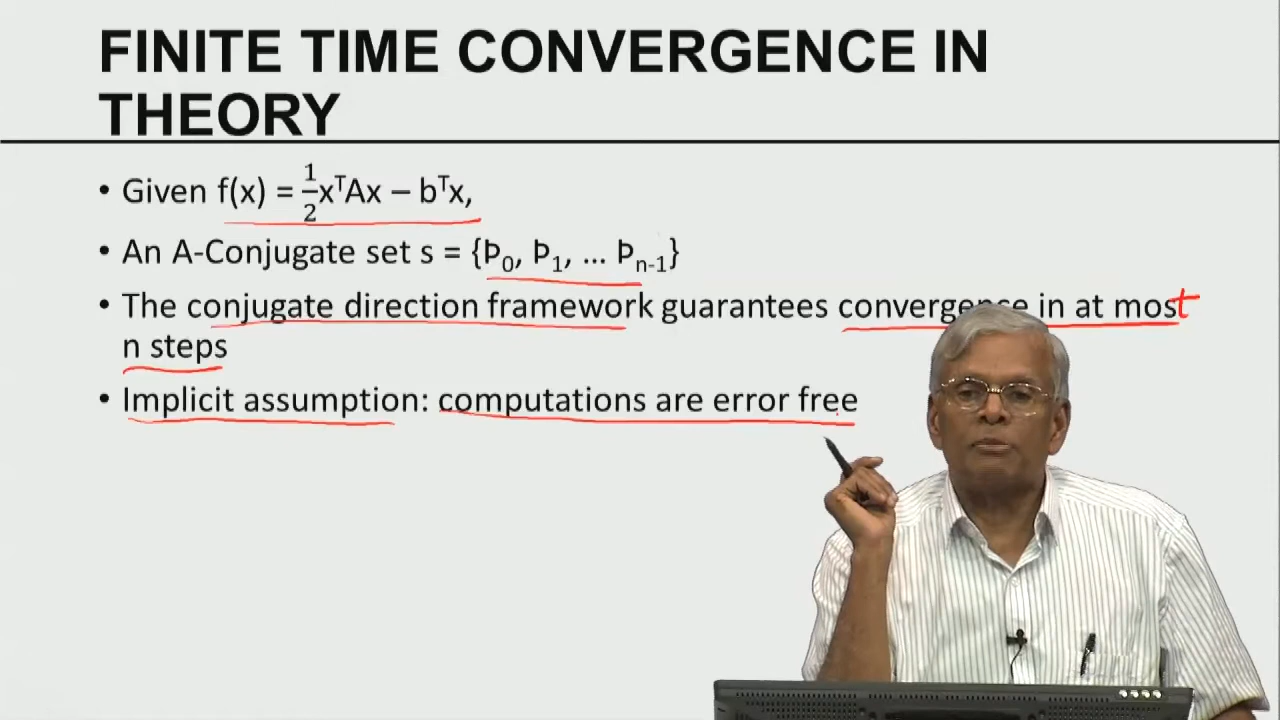 FINITE TIME CONVERGENCE IN
THEORY
• Given f(x) = ½xᵀAx – bᵀx,
• An A-Conjugate set s = {Þ₀, Þ₁, ... Þₙ₋₁}
• The conjugate direction framework guarantees convergence in at most
n steps
• Implicit assumption: computations are error free